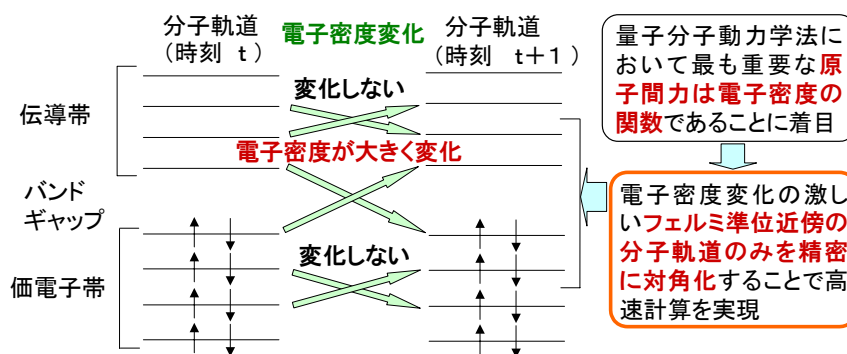 分子軌道
(時刻 t)
電子密度変化
分子軌道
(時刻 t+1)
伝導帯
バンド
ギャップ
価電子帯
変化しない
電子密度が大きく変化
変化しない
量子分子動力学法に
おいて最も重要な原
子間力は電子密度の
関数であることに着目
電子密度変化の激し
いフェルミ準位近傍の
分子軌道のみを精密
に対角化することで高
速計算を実現